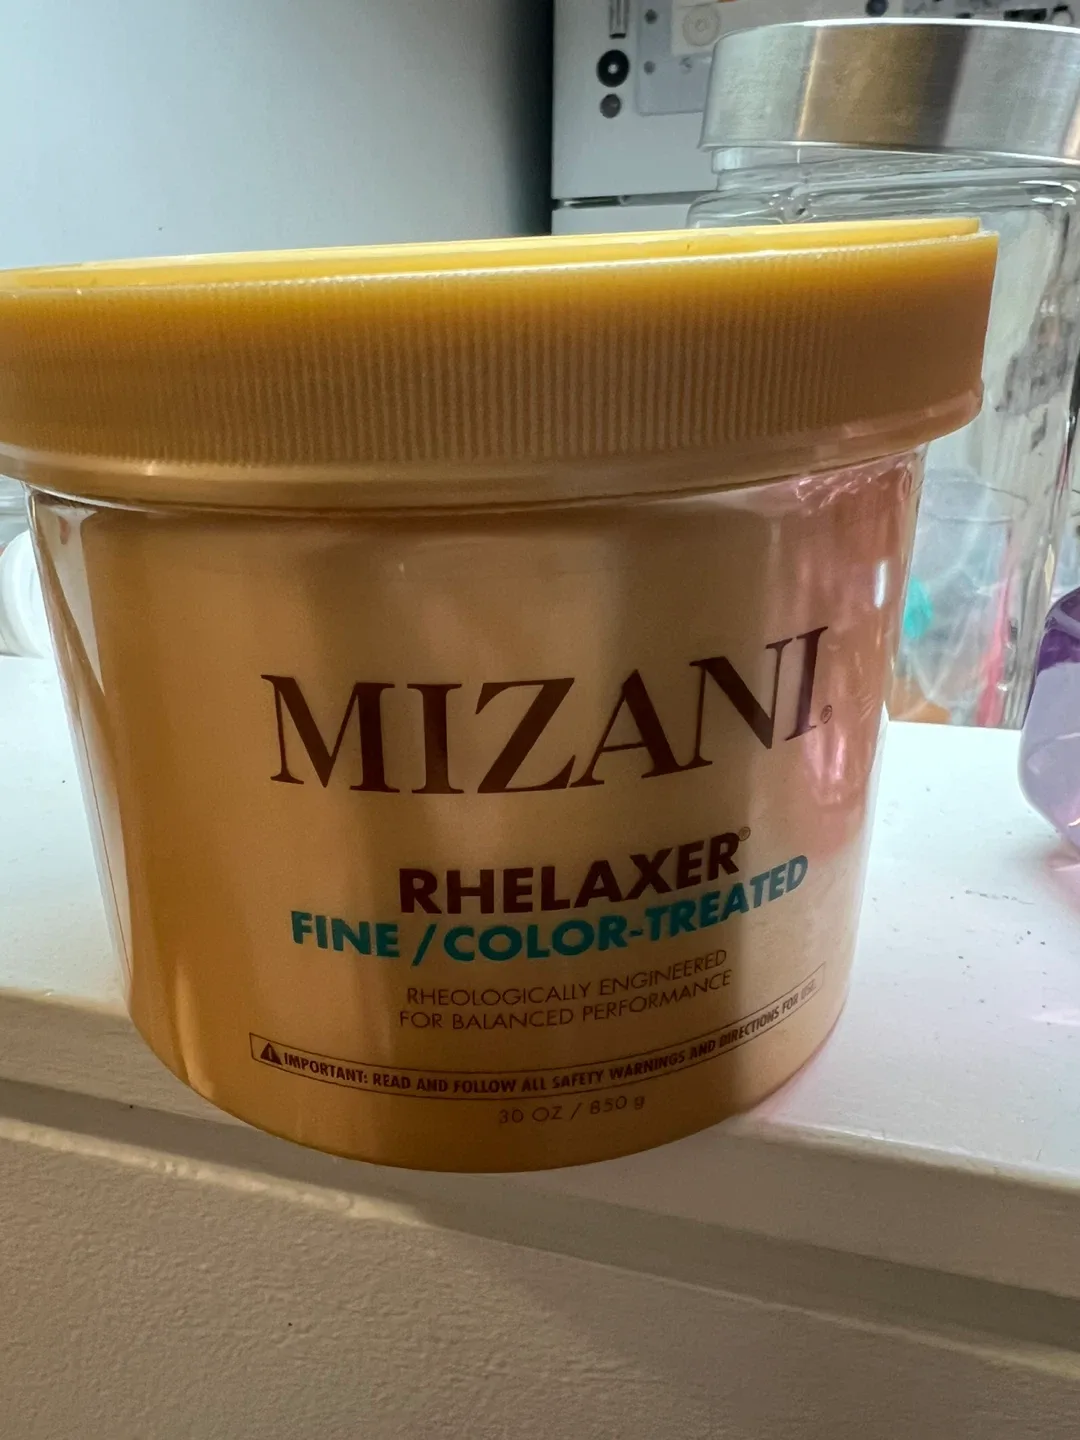 MIZANI®
RHELAXER®
FINE / COLOR-TREATED
RHEOLOGICALLY ENGINEERED
FOR BALANCED PERFORMANCE
⚠ IMPORTANT: READ AND FOLLOW ALL SAFETY WARNINGS AND DIRECTIONS FOR USE.
30 OZ / 850 g